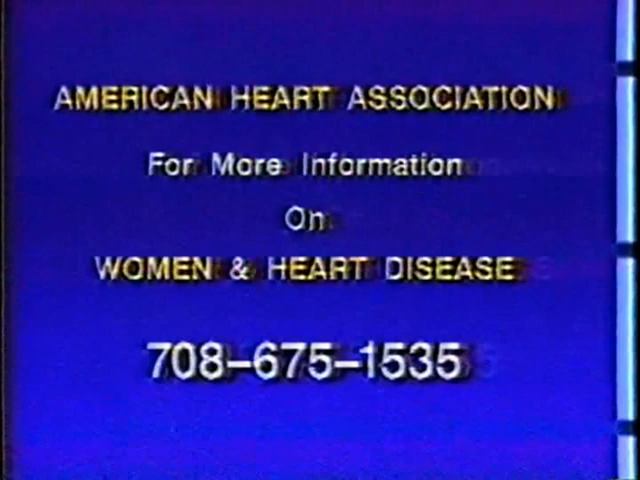 AMERICAN HEART ASSOCIATION
For More Information
On
WOMEN & HEART DISEASE
708-675-1535